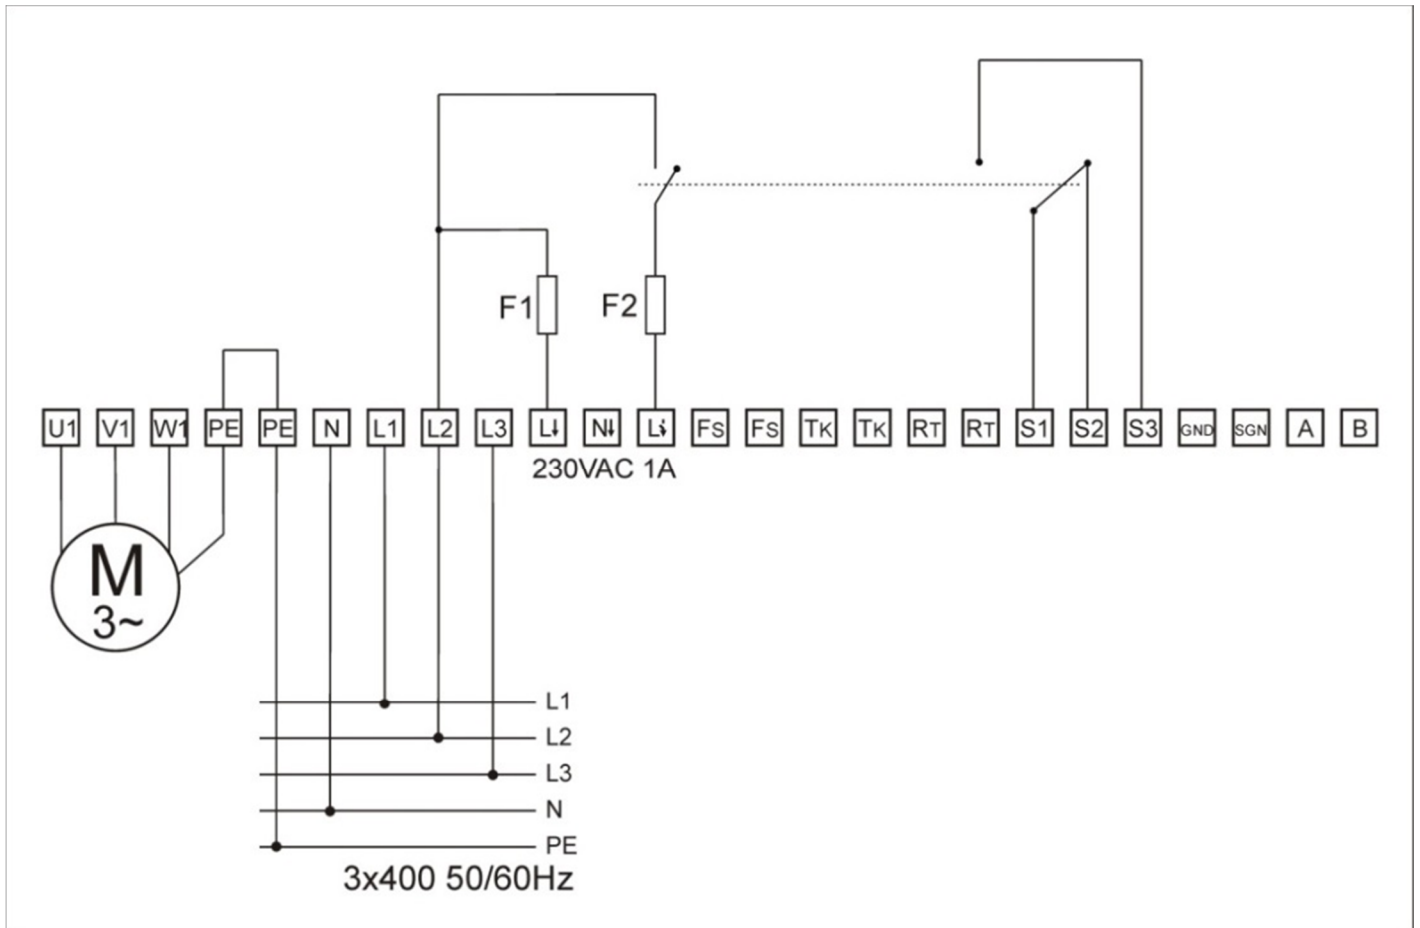 F1 F2
U1 V1 W1 PE PE N L1 L2 L3 L↓ N↓ L Fs Fs TK TK RT RT S1 S2 S3 GND SGN A B
230VAC 1A
M
3~
L1
L2
L3
N
PE
3x400 50/60Hz